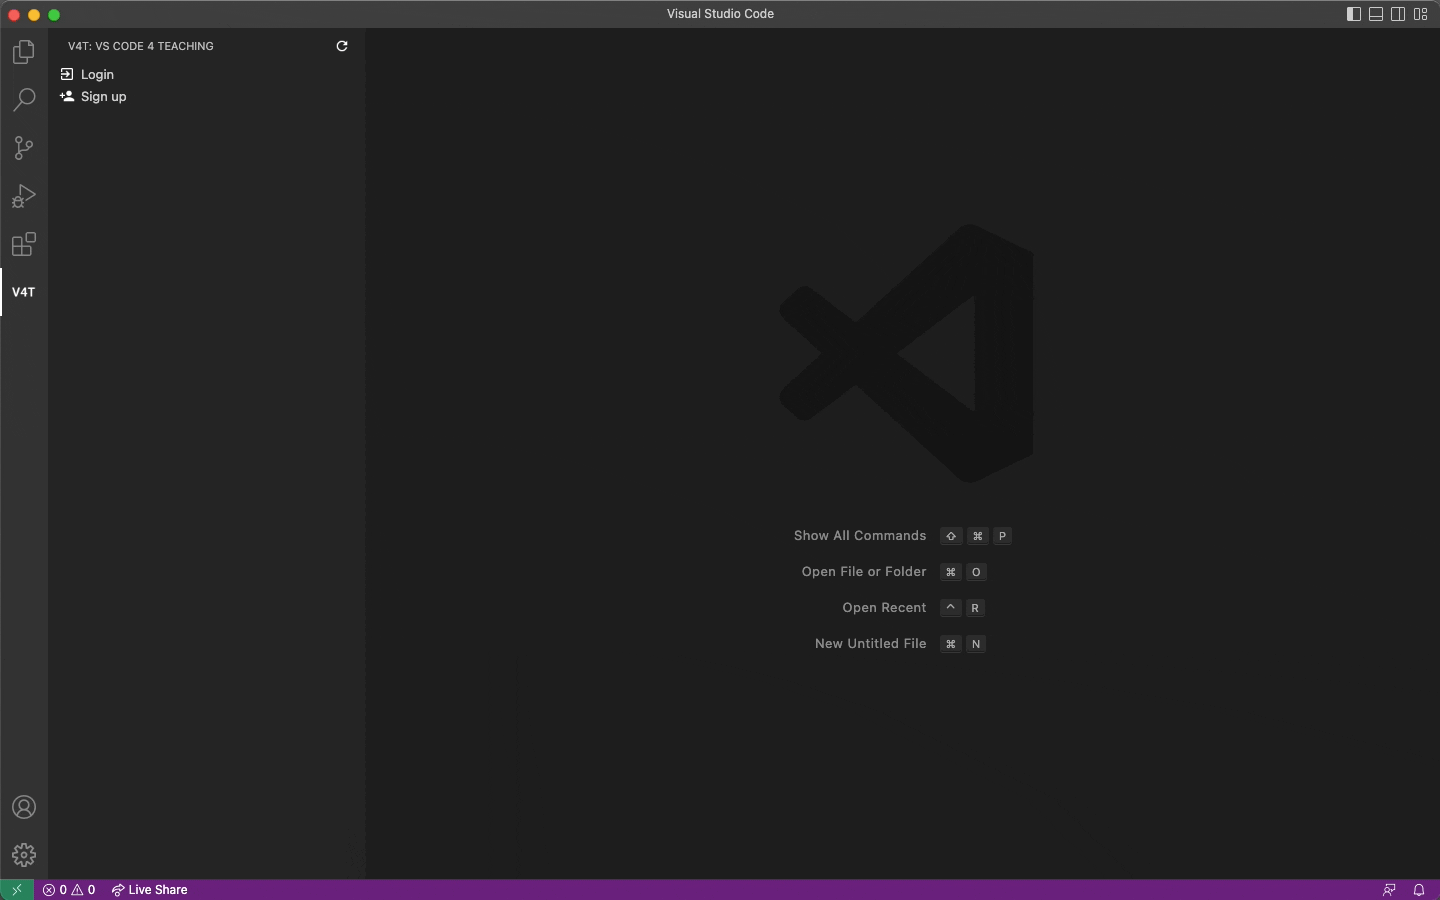 Visual Studio Code
V4T: VS CODE 4 TEACHING
Login
Sign up
V4T
Show All Commands ⇧ ⌘ P
Open File or Folder ⌘ O
Open Recent ^ R
New Untitled File ⌘ N
0 0 Live Share